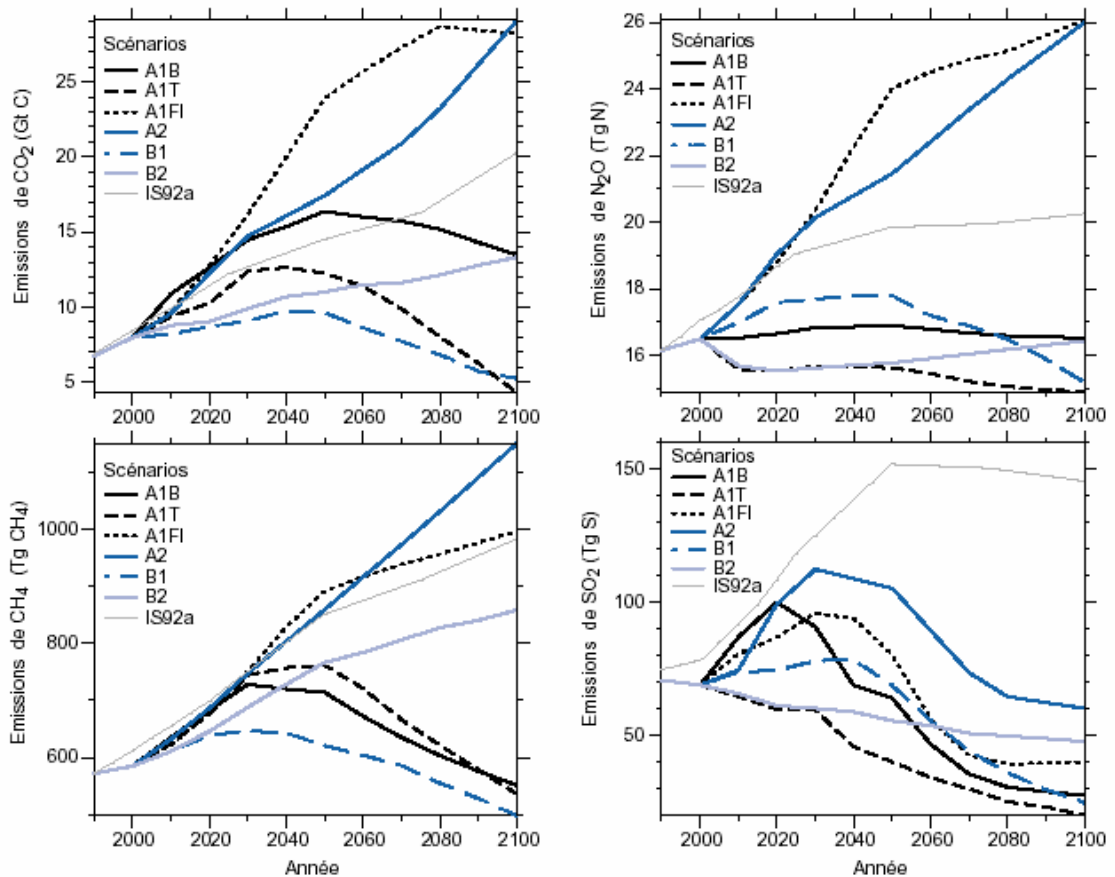 Emissions de CO2 (Gt C)
25
20
15
10
5
Scénarios
A1B
A1T
A1FI
A2
B1
B2
IS92a
2000 2020 2040 2060 2080 2100
Emissions de N2O (Tg N)
26
24
22
20
18
16
Scénarios
A1B
A1T
A1FI
A2
B1
B2
IS92a
2000 2020 2040 2060 2080 2100
Emissions de CH4 (Tg CH4)
1000
800
600
Scénarios
A1B
A1T
A1FI
A2
B1
B2
IS92a
2000 2020 2040 2060 2080 2100
Année
Emissions de SO2 (Tg S)
150
100
50
Scénarios
A1B
A1T
A1FI
A2
B1
B2
IS92a
2000 2020 2040 2060 2080 2100
Année